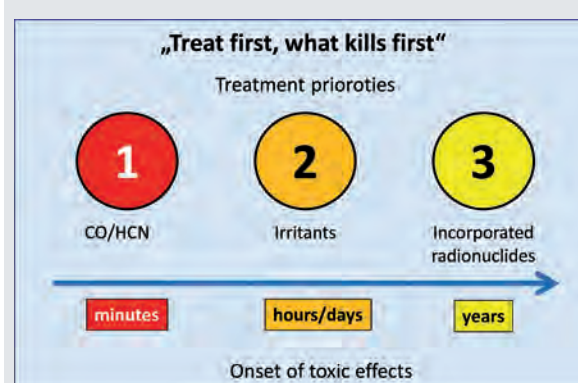 „Treat first, what kills first“
Treatment prioroties
1 2 3
CO/HCN Irritants Incorporated
radionuclides
minutes hours/days years
Onset of toxic effects